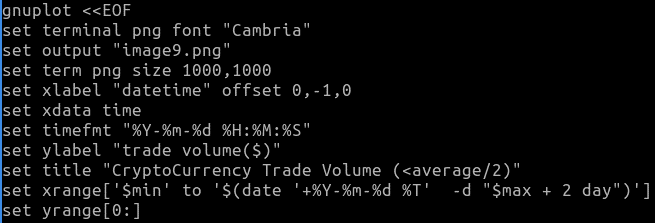 gnuplot <<EOF
set terminal png font "Cambria"
set output "image9.png"
set term png size 1000,1000
set xlabel "datetime" offset 0,-1,0
set xdata time
set timefmt "%Y-%m-%d %H:%M:%S"
set ylabel "trade volume($)"
set title "CryptoCurrency Trade Volume (<average/2)"
set xrange['$min' to '$(date '+%Y-%m-%d %T'  -d "$max + 2 day")']
set yrange[0:]